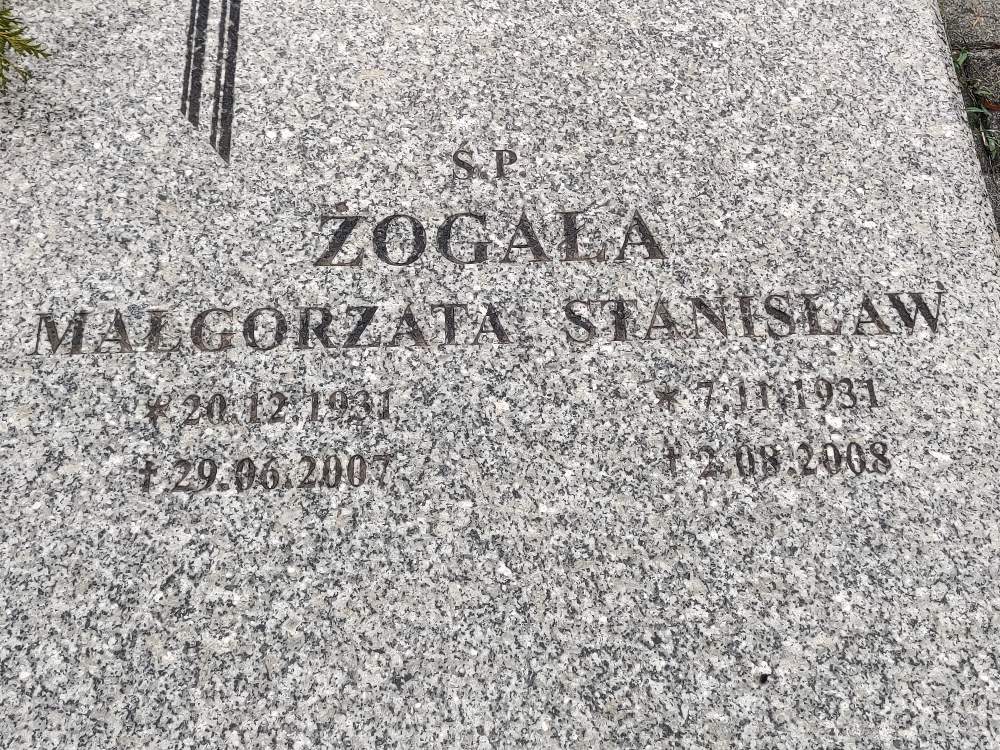 Ś.P.
ŻOGAŁA
MAŁGORZATA STANISŁAW
* 20.12.1931 * 7.11.1931
† 29.06.2007 † 2.08.2008